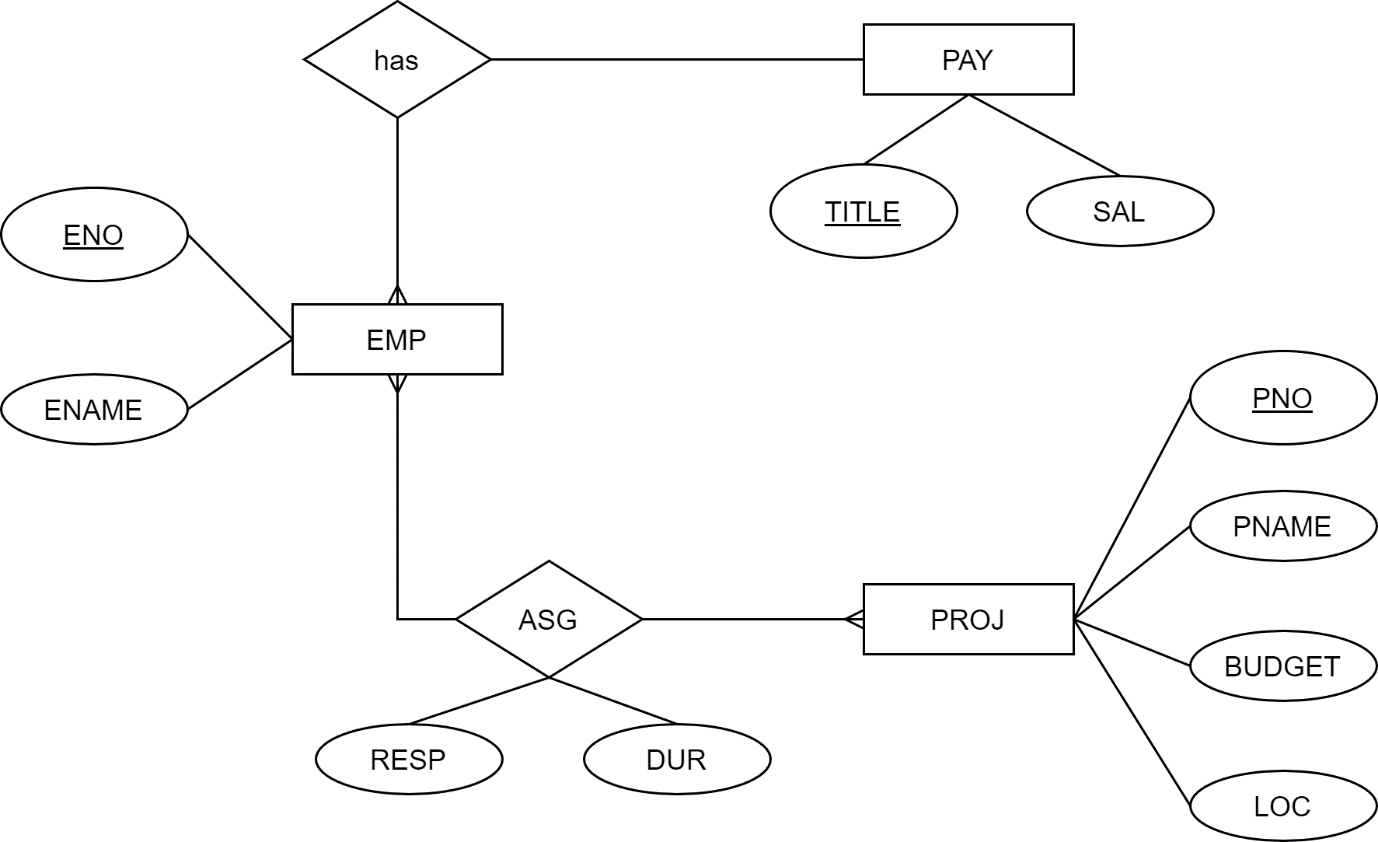 has
PAY
TITLE
SAL
ENO
EMP
ENAME
PNO
PNAME
ASG
PROJ
BUDGET
RESP
DUR
LOC